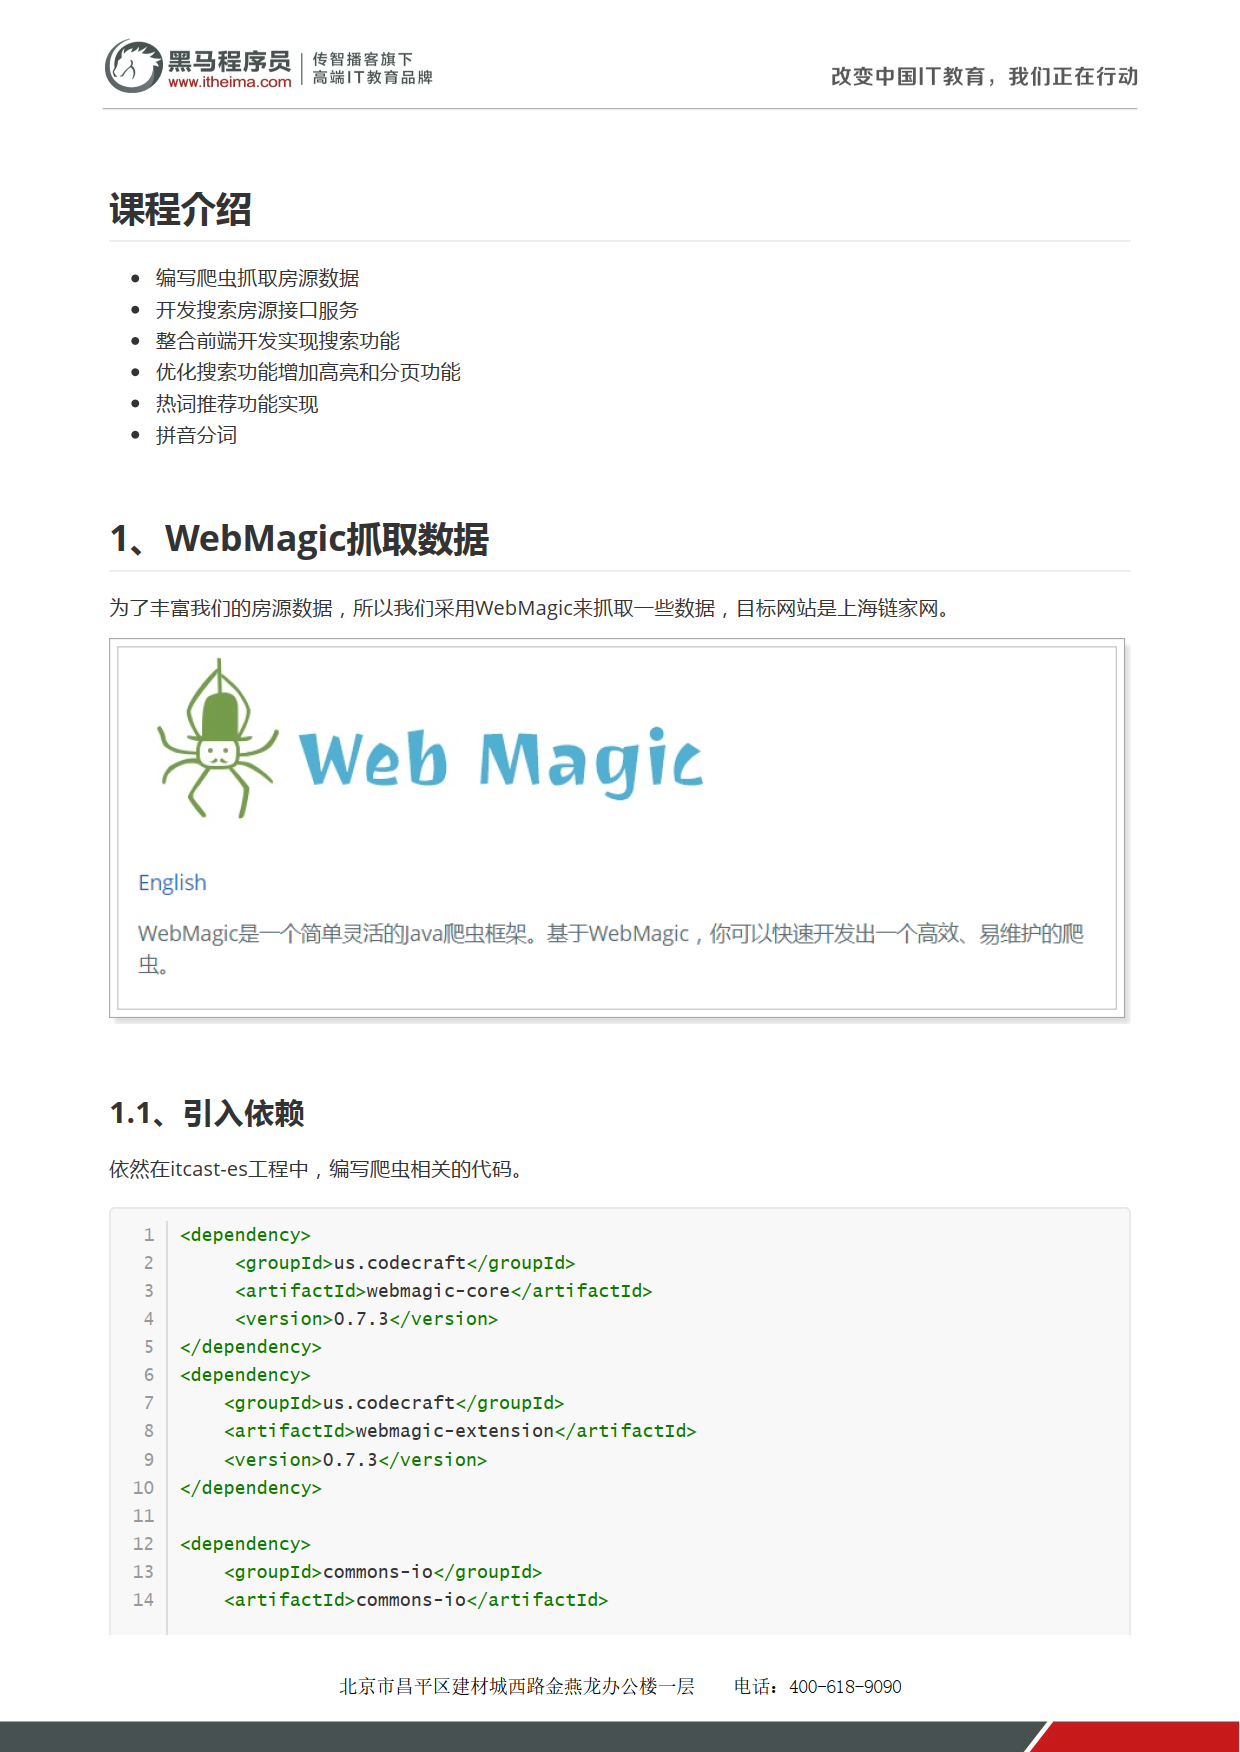 黑马程序员
www.itheima.com
传智播客旗下
高端IT教育品牌
改变中国IT教育，我们正在行动
课程介绍
编写爬虫抓取房源数据
开发搜索房源接口服务
整合前端开发实现搜索功能
优化搜索功能增加高亮和分页功能
热词推荐功能实现
拼音分词
1、WebMagic抓取数据
为了丰富我们的房源数据，所以我们采用WebMagic来抓取一些数据，目标网站是上海链家网。
Web Magic
English
WebMagic是一个简单灵活的Java爬虫框架。基于WebMagic，你可以快速开发出一个高效、易维护的爬
虫。
1.1、引入依赖
依然在itcast-es工程中，编写爬虫相关的代码。
1 <dependency>
2 <groupId>us.codecraft</groupId>
3 <artifactId>webmagic-core</artifactId>
4 <version>0.7.3</version>
5 </dependency>
6 <dependency>
7 <groupId>us.codecraft</groupId>
8 <artifactId>webmagic-extension</artifactId>
9 <version>0.7.3</version>
10 </dependency>
11
12 <dependency>
13 <groupId>commons-io</groupId>
14 <artifactId>commons-io</artifactId>
北京市昌平区建材城西路金燕龙办公楼一层 电话：400-618-9090